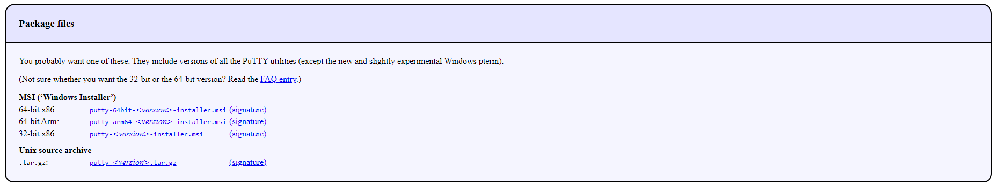 Package files
You probably want one of these. They include versions of all the PuTTY utilities (except the new and slightly experimental Windows pterm).
(Not sure whether you want the 32-bit or the 64-bit version? Read the FAQ entry.)
MSI (‘Windows Installer’)
64-bit x86: putty-64bit-<version>-installer.msi (signature)
64-bit Arm: putty-arm64-<version>-installer.msi (signature)
32-bit x86: putty-<version>-installer.msi (signature)
Unix source archive
.tar.gz: putty-<version>.tar.gz (signature)